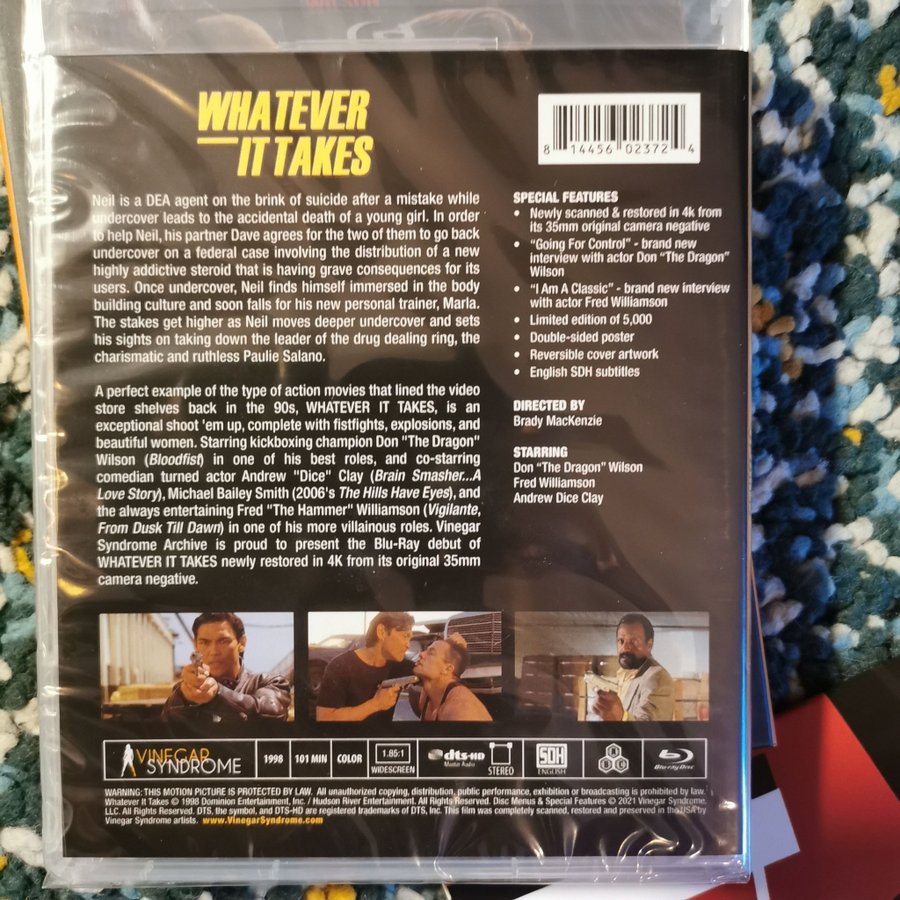 WHATEVER
IT TAKES
8 14456 02372 4
Neil is a DEA agent on the brink of suicide after a mistake while
undercover leads to the accidental death of a young girl. In order
to help Neil, his partner Dave agrees for the two of them to go back
undercover on a federal case involving the distribution of a new
highly addictive steroid that is having grave consequences for its
users. Once undercover, Neil finds himself immersed in the body
building culture and soon falls for his new personal trainer, Marla.
The stakes get higher as Neil moves deeper undercover and sets
his sights on taking down the leader of the drug dealing ring, the
charismatic and ruthless Paulie Salano.
A perfect example of the type of action movies that lined the video
store shelves back in the 90s, WHATEVER IT TAKES, is an
exceptional shoot 'em up, complete with fistfights, explosions, and
beautiful women. Starring kickboxing champion Don "The Dragon"
Wilson (Bloodfist) in one of his best roles, and co-starring
comedian turned actor Andrew "Dice" Clay (Brain Smasher...A
Love Story), Michael Bailey Smith (2006's The Hills Have Eyes), and
the always entertaining Fred "The Hammer" Williamson (Vigilante,
From Dusk Till Dawn) in one of his more villainous roles. Vinegar
Syndrome Archive is proud to present the Blu-Ray debut of
WHATEVER IT TAKES newly restored in 4K from its original 35mm
camera negative.
SPECIAL FEATURES
• Newly scanned & restored in 4k from
its 35mm original camera negative
• "Going For Control" - brand new
interview with actor Don "The Dragon"
Wilson
• "I Am A Classic" - brand new interview
with actor Fred Williamson
• Limited edition of 5,000
• Double-sided poster
• Reversible cover artwork
• English SDH subtitles
DIRECTED BY
Brady MacKenzie
STARRING
Don "The Dragon" Wilson
Fred Williamson
Andrew Dice Clay
VINEGAR
SYNDROME
1998
101 MIN
COLOR
1.85:1
WIDESCREEN
dts-HD
Master Audio
STEREO
SDH
ENGLISH
A B C
Blu-ray Disc
WARNING: THIS MOTION PICTURE IS PROTECTED BY LAW. All unauthorized copying, distribution, public performance, exhibition or broadcasting is prohibited by law.
Whatever It Takes © 1998 Dominion Entertainment, Inc. / Hudson River Entertainment. All Rights Reserved. Disc Menus & Special Features © 2021 Vinegar Syndrome,
LLC. All Rights Reserved. DTS, the symbol, and DTS-HD are registered trademarks of DTS, Inc. This film was completely scanned, restored and preserved in the USA by
Vinegar Syndrome artists. www.VinegarSyndrome.com